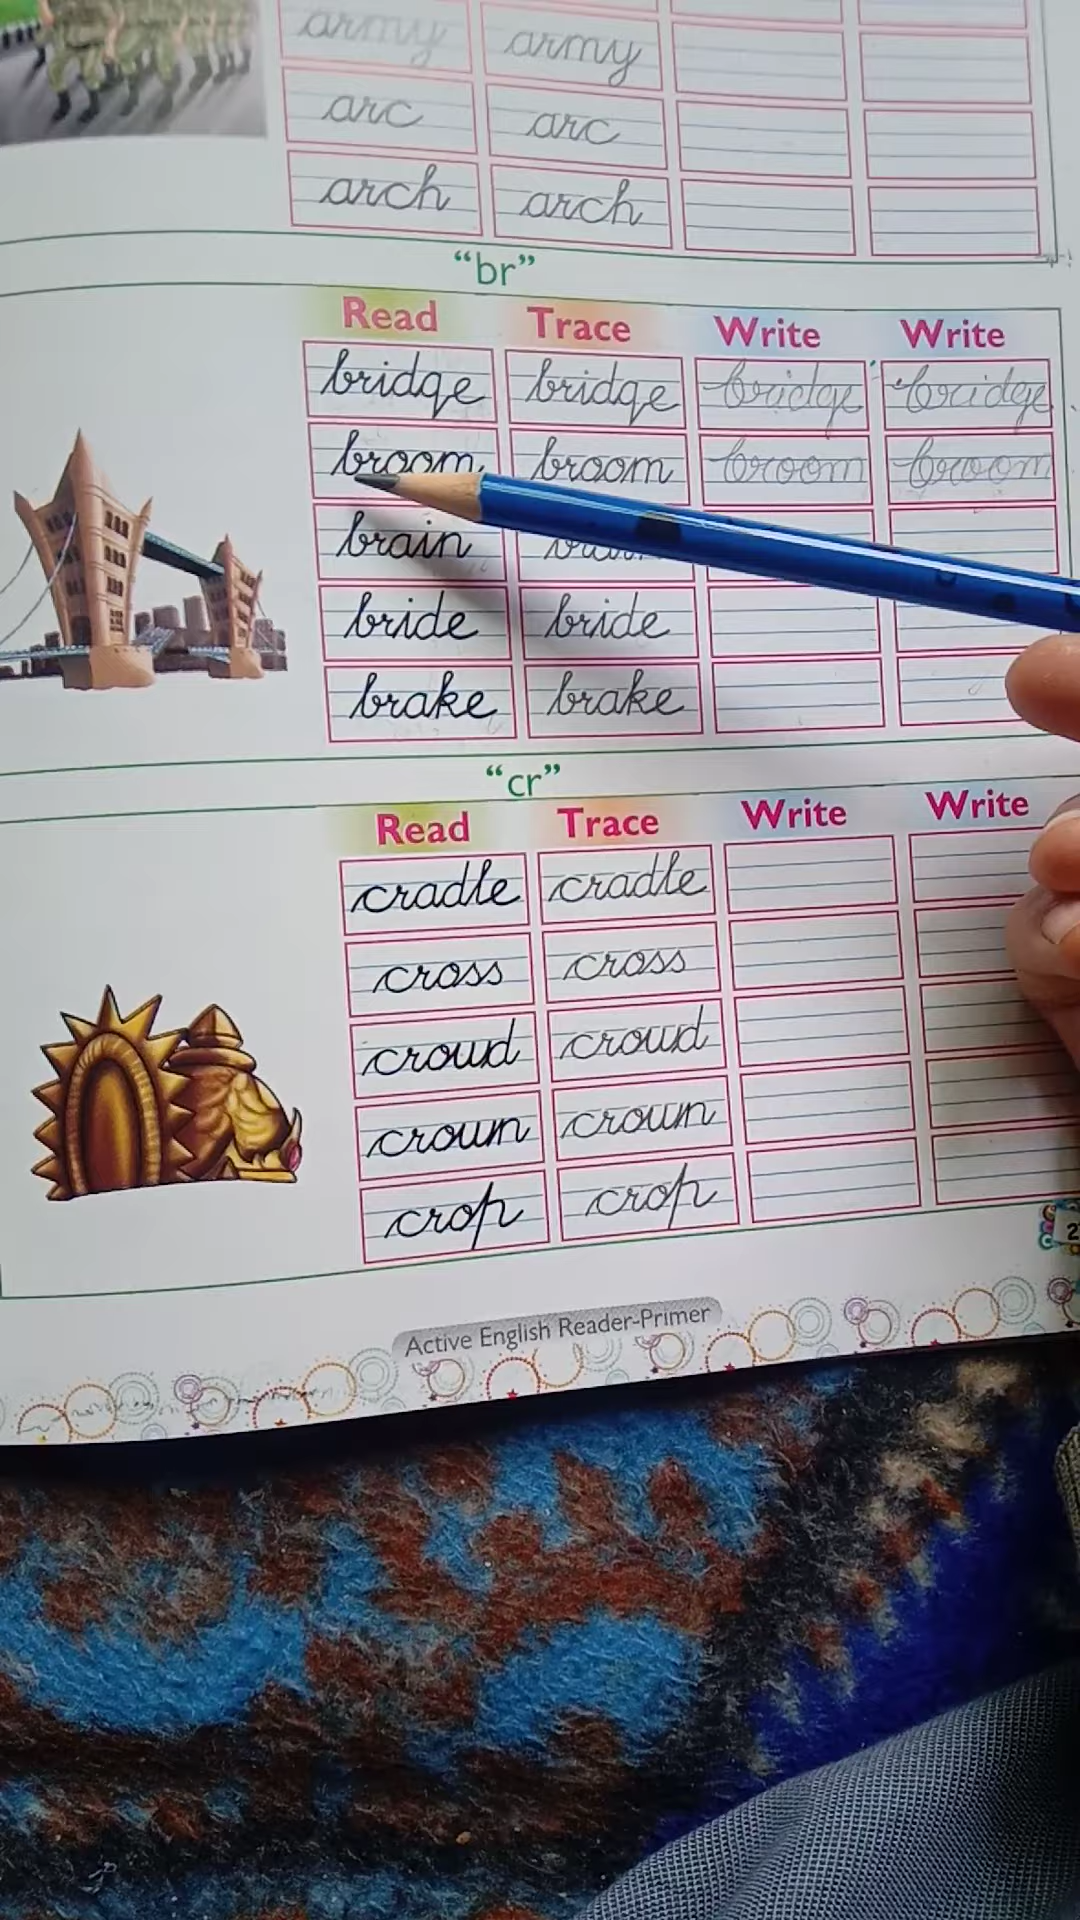 army army
arc arc
arch arch
“br”
Read Trace Write Write
bridge bridge bridge bridge
broom broom broom broom
brain
bride bride
brake brake
“cr”
Read Trace Write Write
cradle cradle
cross cross
crowd crowd
crown crown
crop crop
Active English Reader-Primer